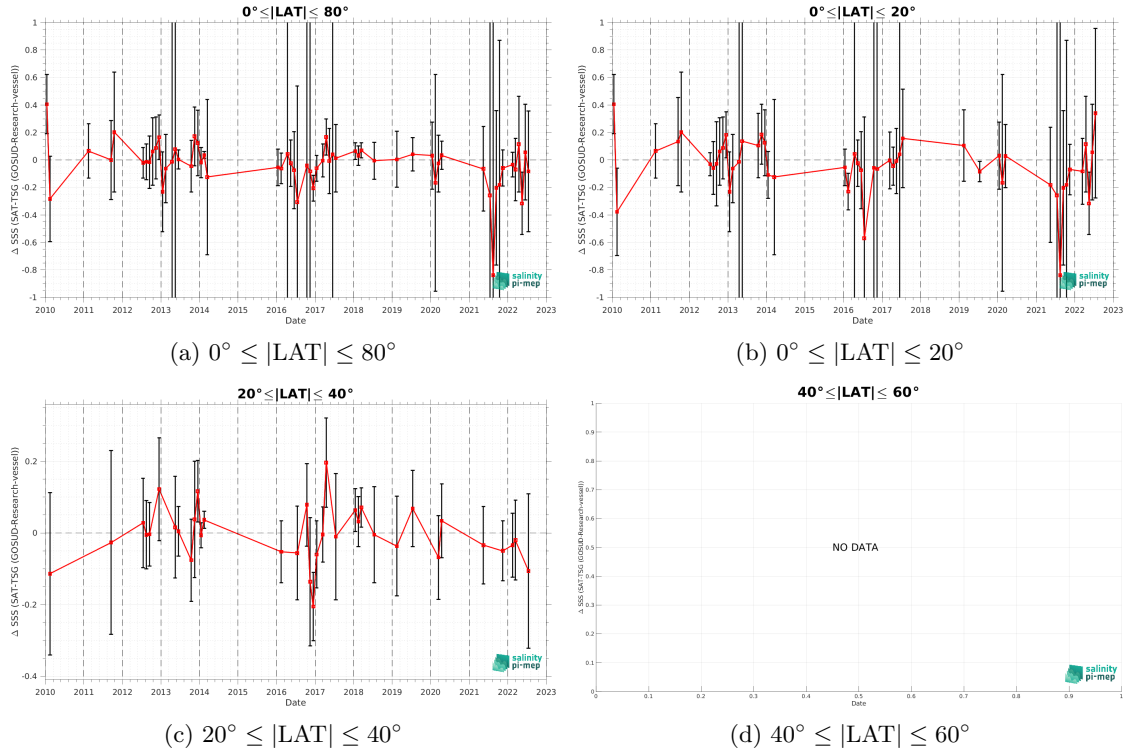 0°≤|LAT|≤ 80°
Δ SSS (SAT-TSG (GOSUD-Research-vessel))
1
0.8
0.6
0.4
0.2
0
-0.2
-0.4
-0.6
-0.8
-1
2010 2011 2012 2013 2014 2015 2016 2017 2018 2019 2020 2021 2022 2023
Date
salinity
pi-mep
(a) 0° ≤ |LAT| ≤ 80°
0°≤|LAT|≤ 20°
Δ SSS (SAT-TSG (GOSUD-Research-vessel))
1
0.8
0.6
0.4
0.2
0
-0.2
-0.4
-0.6
-0.8
-1
2010 2011 2012 2013 2014 2015 2016 2017 2018 2019 2020 2021 2022 2023
Date
salinity
pi-mep
(b) 0° ≤ |LAT| ≤ 20°
20°≤|LAT|≤ 40°
Δ SSS (SAT-TSG (GOSUD-Research-vessel))
0.2
0
-0.2
-0.4
2010 2011 2012 2013 2014 2015 2016 2017 2018 2019 2020 2021 2022 2023
Date
salinity
pi-mep
(c) 20° ≤ |LAT| ≤ 40°
40°≤|LAT|≤ 60°
Δ SSS (SAT-TSG (GOSUD-Research-vessel))
1
0.9
0.8
0.7
0.6
0.5
0.4
0.3
0.2
0.1
0
NO DATA
0 0.1 0.2 0.3 0.4 0.5 0.6 0.7 0.8 0.9 1
Date
salinity
pi-mep
(d) 40° ≤ |LAT| ≤ 60°